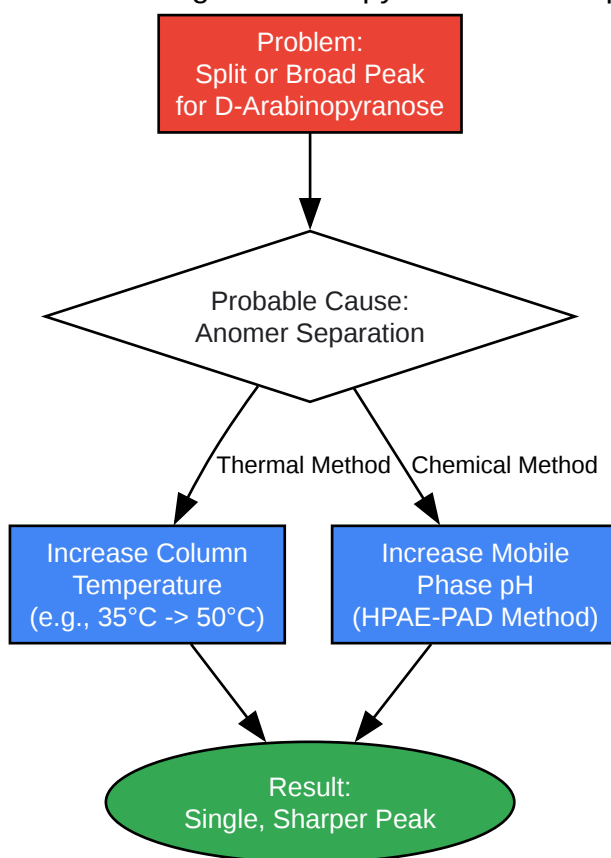 Problem:
Split or Broad Peak
for D-Arabinopyranose
Probable Cause:
Anomer Separation
Thermal Method
Chemical Method
Increase Column
Temperature
(e.g., 35°C -> 50°C)
Increase Mobile
Phase pH
(HPAE-PAD Method)
Result:
Single, Sharper Peak